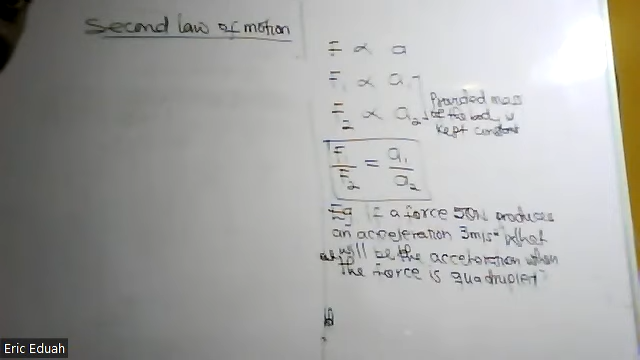 Second law of motion
F ∝ a
F₁ ∝ a₁
F₂ ∝ a₂
Provided mass
of the body is
kept constant
F₁/F₂ = a₁/a₂
Eg If a force 50N produces
an acceleration 3m/s² What
will be the acceleration when
the force is quadrupled
Eric Eduah